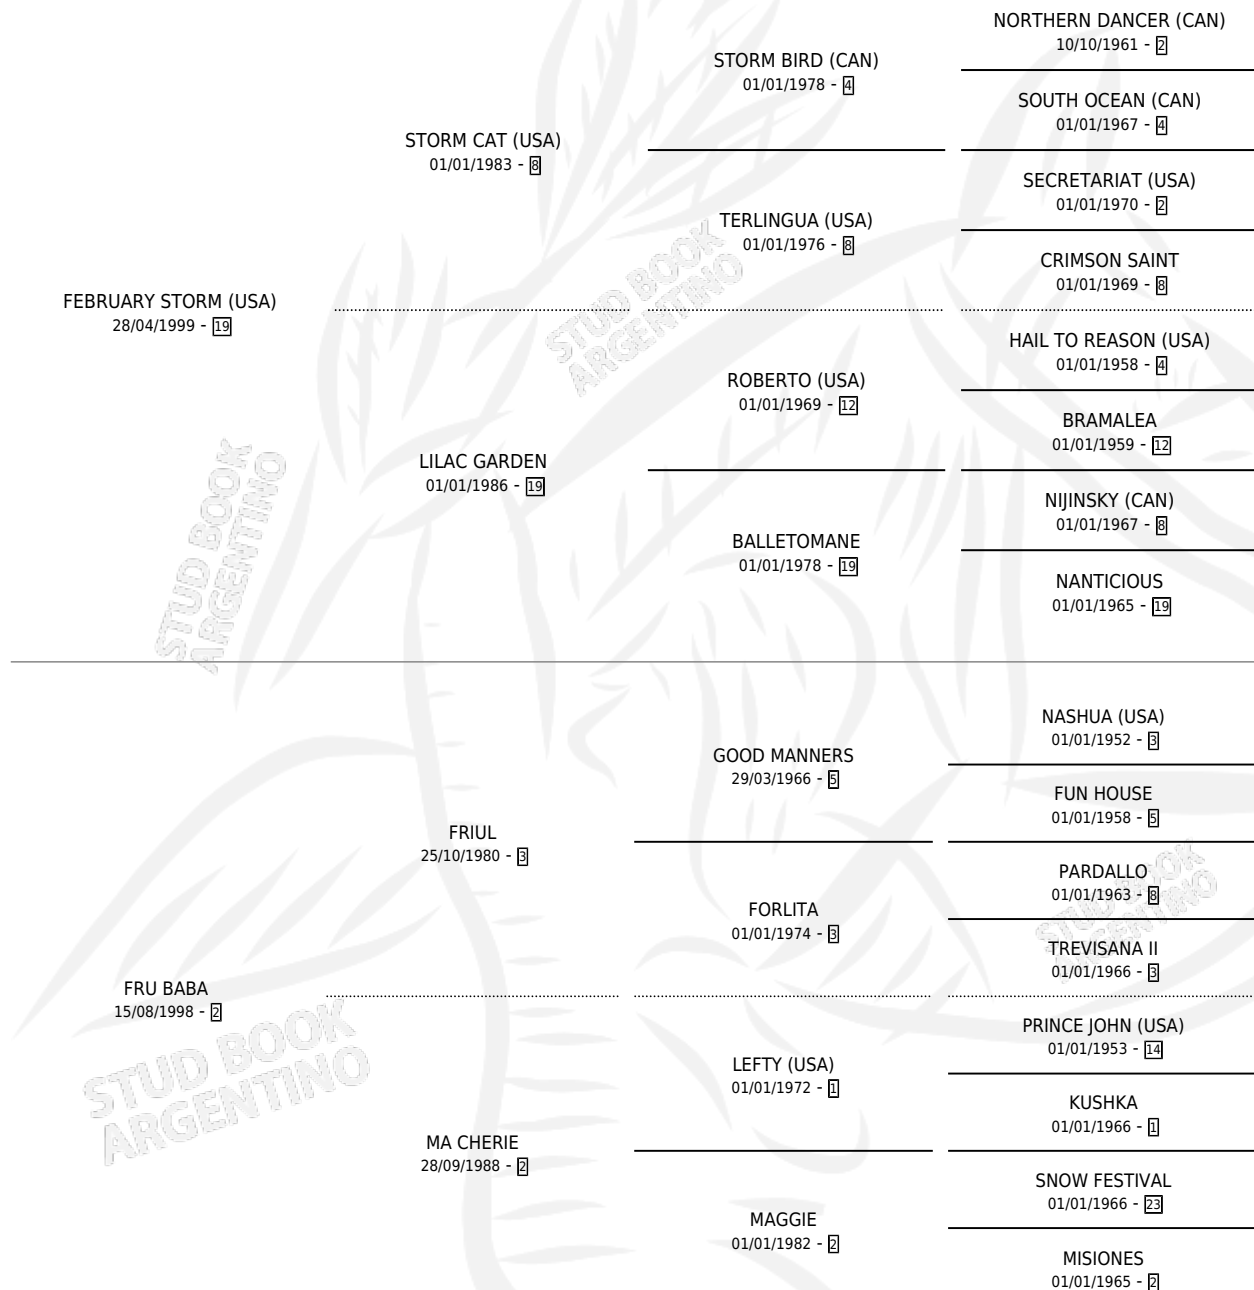 NORTHERN DANCER (CAN)
10/10/1961 - 2
STORM BIRD (CAN)
01/01/1978 - 4
SOUTH OCEAN (CAN)
01/01/1967 - 4
STORM CAT (USA)
01/01/1983 - 8
SECRETARIAT (USA)
01/01/1970 - 2
TERLINGUA (USA)
01/01/1976 - 8
CRIMSON SAINT
01/01/1969 - 8
STUD BOOK
ARGENTINO
FEBRUARY STORM (USA)
28/04/1999 - 19
HAIL TO REASON (USA)
01/01/1958 - 4
ROBERTO (USA)
01/01/1969 - 12
BRAMALEA
01/01/1959 - 12
LILAC GARDEN
01/01/1986 - 19
NIJINSKY (CAN)
01/01/1967 - 8
BALLETOMANE
01/01/1978 - 19
NANTICIOUS
01/01/1965 - 19
STUD BOOK
ARGENTINO
NASHUA (USA)
01/01/1952 - 3
GOOD MANNERS
29/03/1966 - 5
FUN HOUSE
01/01/1958 - 5
FRIUL
25/10/1980 - 3
PARDALLO
01/01/1963 - 8
FORLITA
01/01/1974 - 3
TREVISANA II
01/01/1966 - 3
STUD BOOK
ARGENTINO
FRU BABA
15/08/1998 - 2
PRINCE JOHN (USA)
01/01/1953 - 14
LEFTY (USA)
01/01/1972 - 1
KUSHKA
01/01/1966 - 1
MA CHERIE
28/09/1988 - 2
SNOW FESTIVAL
01/01/1966 - 23
MAGGIE
01/01/1982 - 2
MISIONES
01/01/1965 - 2
STUD BOOK
ARGENTINO